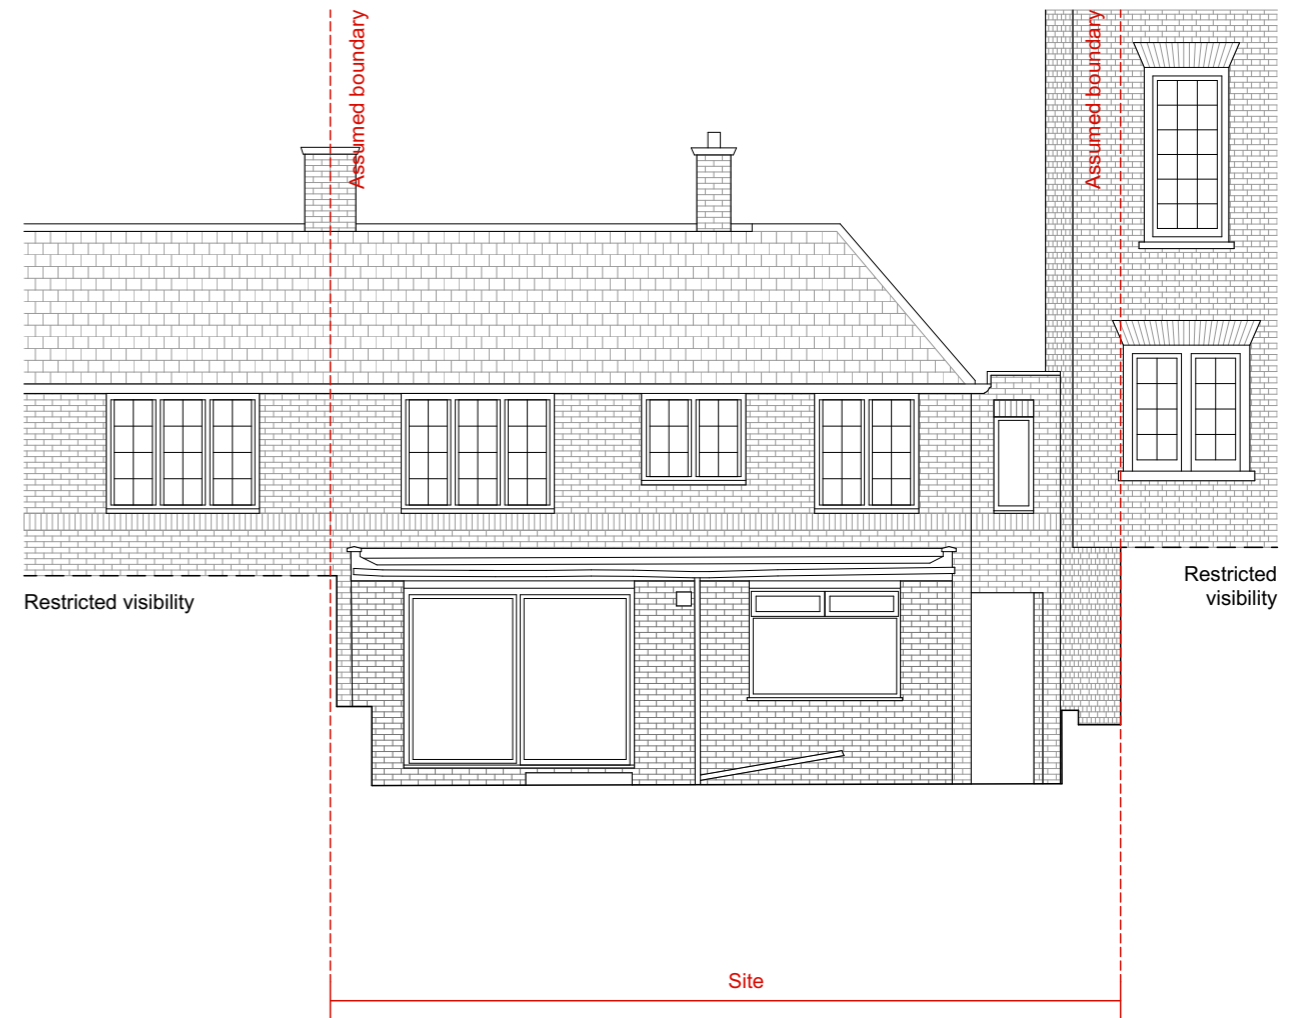 Assumed boundary
Assumed boundary
Restricted visibility
Restricted
visibility
Site